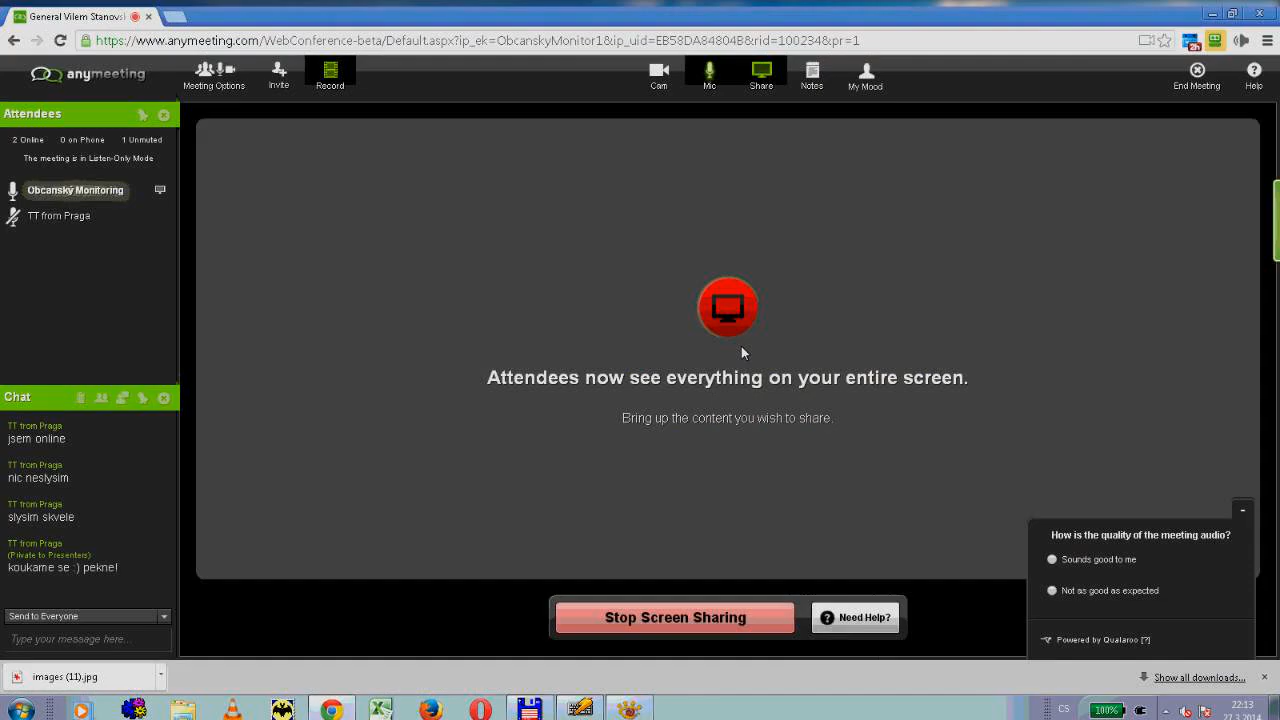 General Vilem Stanovs
https://www.anymeeting.com/WebConference-beta/Default.aspx?ip_ek=ObcanskyMonitor1&ip_uid=EB58DA84804B&rid=100234&pr=1
2h
anymeeting
Meeting Options
Invite
Record
Cam
Mic
Share
Notes
My Mood
End Meeting
Help
Attendees
2 Online 0 on Phone 1 Unmuted
The meeting is in Listen-Only Mode
Obcanský Monitoring
TT from Praga
Attendees now see everything on your entire screen.
Bring up the content you wish to share.
Chat
TT from Praga
jsem online
TT from Praga
nic neslysim
TT from Praga
slysim skvele
TT from Praga
(Private to Presenters)
koukame se :) pekne!
Send to Everyone
Type your message here...
Stop Screen Sharing
Need Help?
How is the quality of the meeting audio?
Sounds good to me
Not as good as expected
Powered by Qualaroo [?]
images (11).jpg
Show all downloads...
CS
100%
22:13
27.3.2014